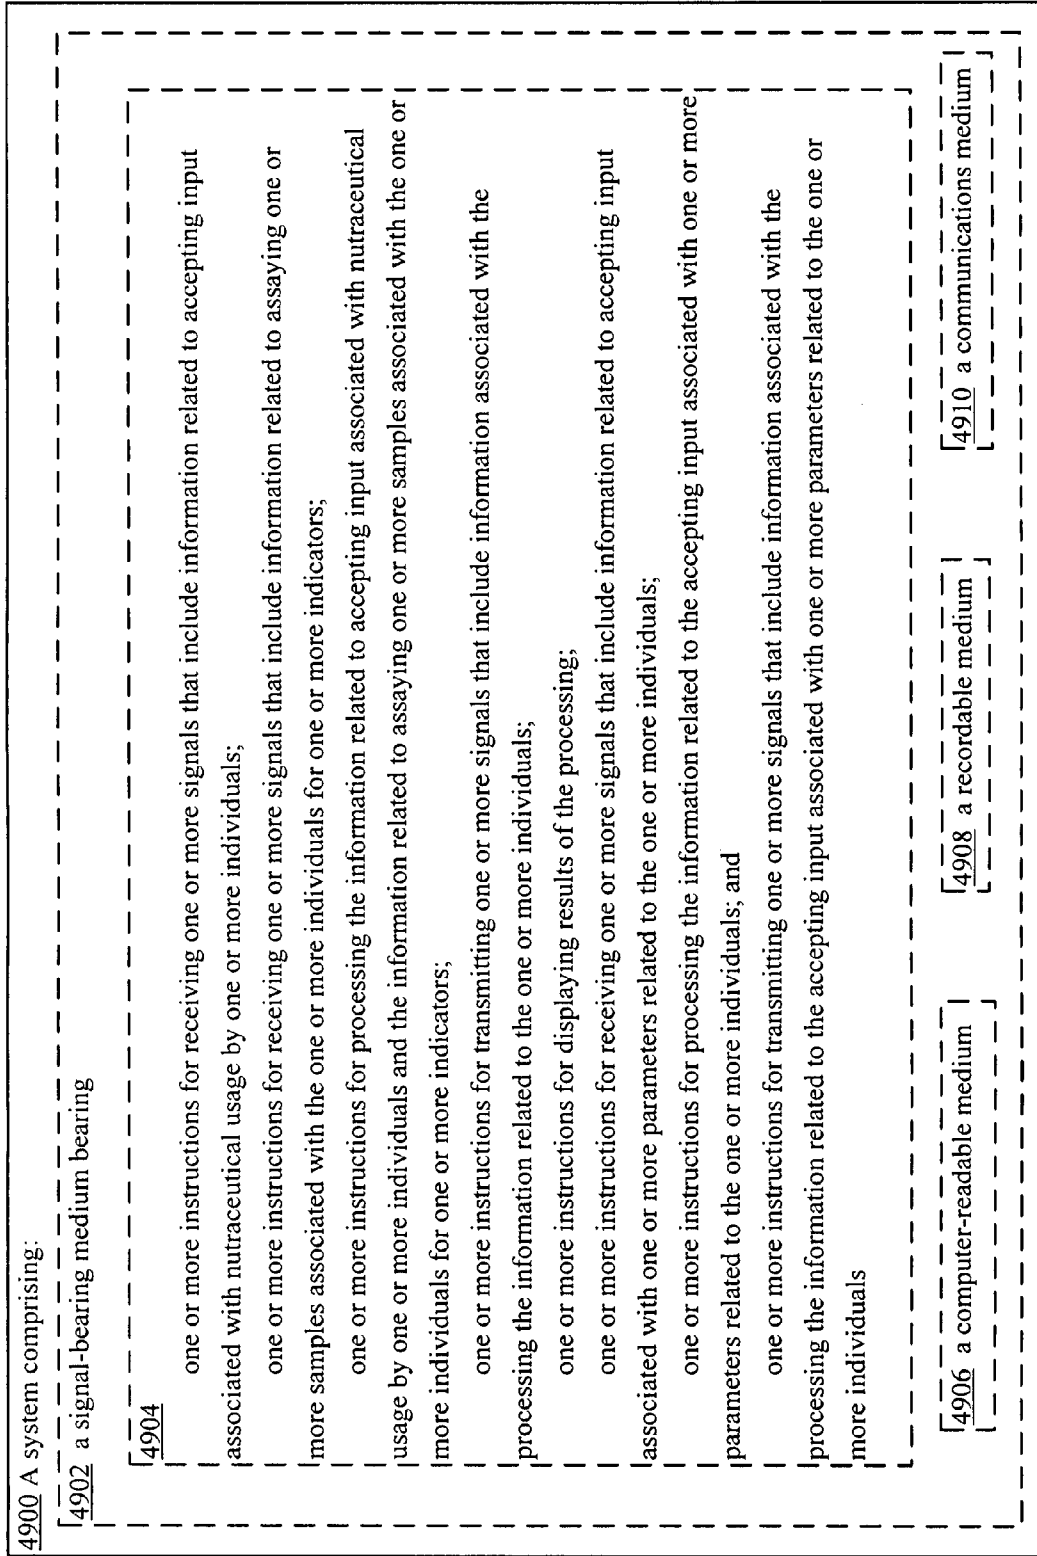 4900 A system comprising:
4902 a signal-bearing medium bearing
4904
one or more instructions for receiving one or more signals that include information related to accepting input
associated with nutraceutical usage by one or more individuals;
one or more instructions for receiving one or more signals that include information related to assaying one or
more samples associated with the one or more individuals for one or more indicators;
one or more instructions for processing the information related to accepting input associated with nutraceutical
usage by one or more individuals and the information related to assaying one or more samples associated with the one or
more individuals for one or more indicators;
one or more instructions for transmitting one or more signals that include information associated with the
processing the information related to the one or more individuals;
one or more instructions for displaying results of the processing;
one or more instructions for receiving one or more signals that include information related to accepting input
associated with one or more parameters related to the one or more individuals;
one or more instructions for processing the information related to the accepting input associated with one or more
parameters related to the one or more individuals; and
one or more instructions for transmitting one or more signals that include information associated with the
processing the information related to the accepting input associated with one or more parameters related to the one or
more individuals
4906 a computer-readable medium
4908 a recordable medium
4910 a communications medium